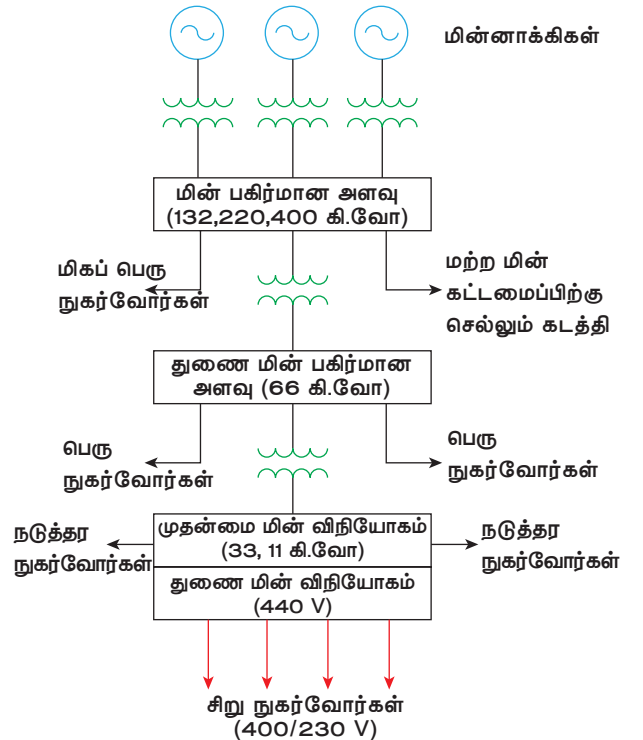 மின்னாக்கிகள்
மின் பகிர்மான அளவு
(132,220,400 கி.வோ)
மிகப் பெரு
நுகர்வோர்கள்
மற்ற மின்
கட்டமைப்பிற்கு
செல்லும் கடத்தி
துணை மின் பகிர்மான
அளவு (66 கி.வோ)
பெரு
நுகர்வோர்கள்
பெரு
நுகர்வோர்கள்
நடுத்தர
நுகர்வோர்கள்
முதன்மை மின் விநியோகம்
(33, 11 கி.வோ)
நடுத்தர
நுகர்வோர்கள்
துணை மின் விநியோகம்
(440 V)
சிறு நுகர்வோர்கள்
(400/230 V)